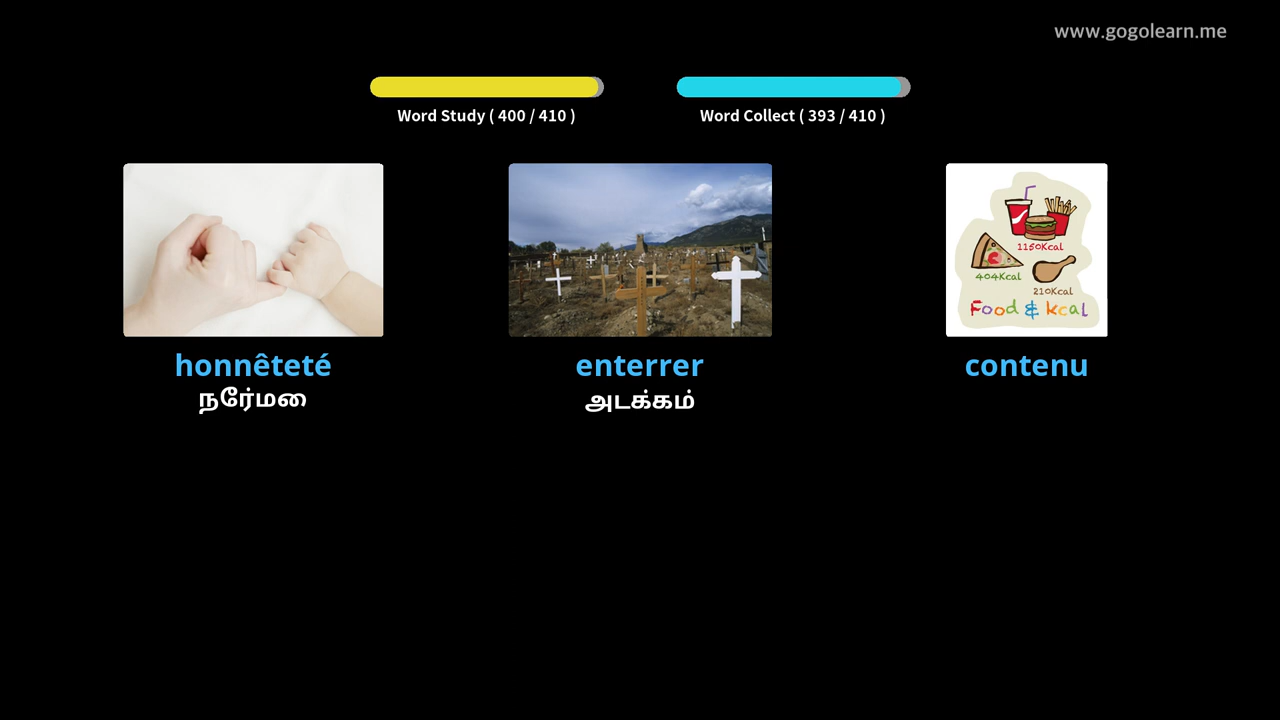 www.gogolearn.me
Word Study ( 400 / 410 )
Word Collect ( 393 / 410 )
1150Kcal
404Kcal
210Kcal
Food & kcal
honnêteté
enterrer
contenu
நேர்மை
அடக்கம்